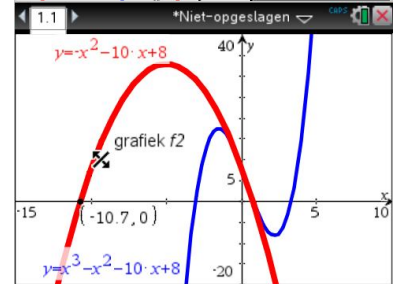 1.1 *Niet-opgeslagen CAPS
y=-x²-10·x+8 40 y
grafiek f2
5
x
-15 (-10.7,0) 5 10
y=x³-x²-10·x+8 -20